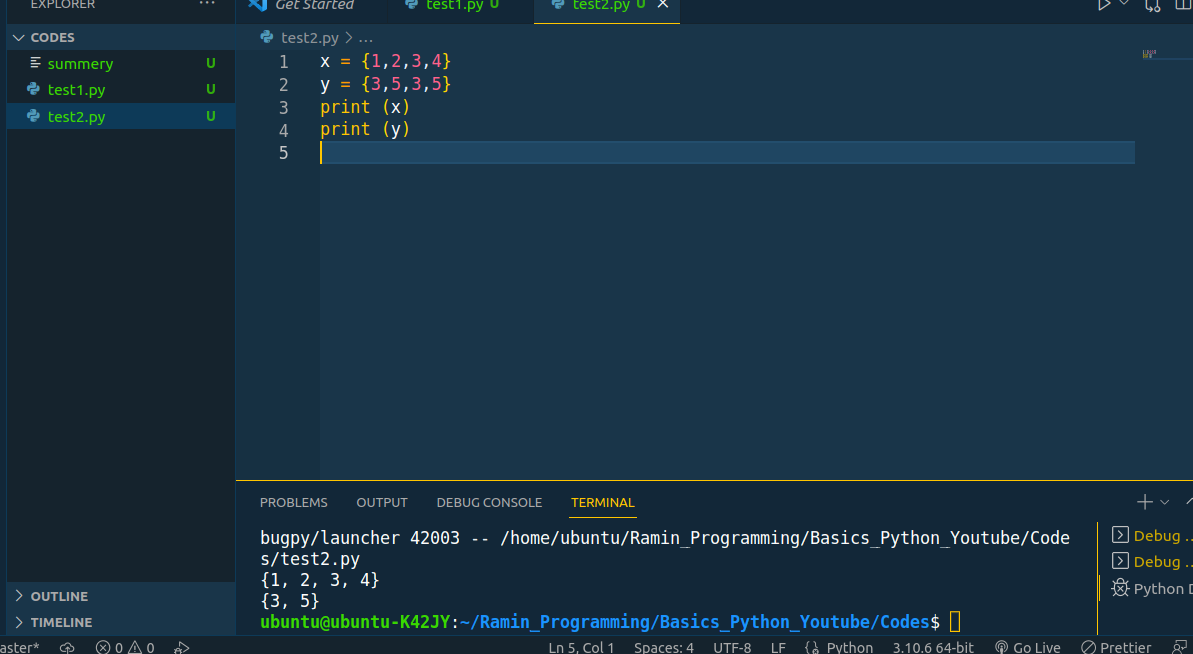 EXPLORER ...
Get Started
test1.py U
test2.py U ×
CODES
summery U
test1.py U
test2.py U
test2.py > ...
1 x = {1,2,3,4}
2 y = {3,5,3,5}
3 print (x)
4 print (y)
5
PROBLEMS OUTPUT DEBUG CONSOLE TERMINAL
bugpy/launcher 42003 -- /home/ubuntu/Ramin_Programming/Basics_Python_Youtube/Code
s/test2.py
{1, 2, 3, 4}
{3, 5}
ubuntu@ubuntu-K42JY:~/Ramin_Programming/Basics_Python_Youtube/Codes$
Debug ..
Debug ..
Python D
OUTLINE
TIMELINE
aster* 0 0 Ln 5, Col 1 Spaces: 4 UTF-8 LF Python 3.10.6 64-bit Go Live Prettier